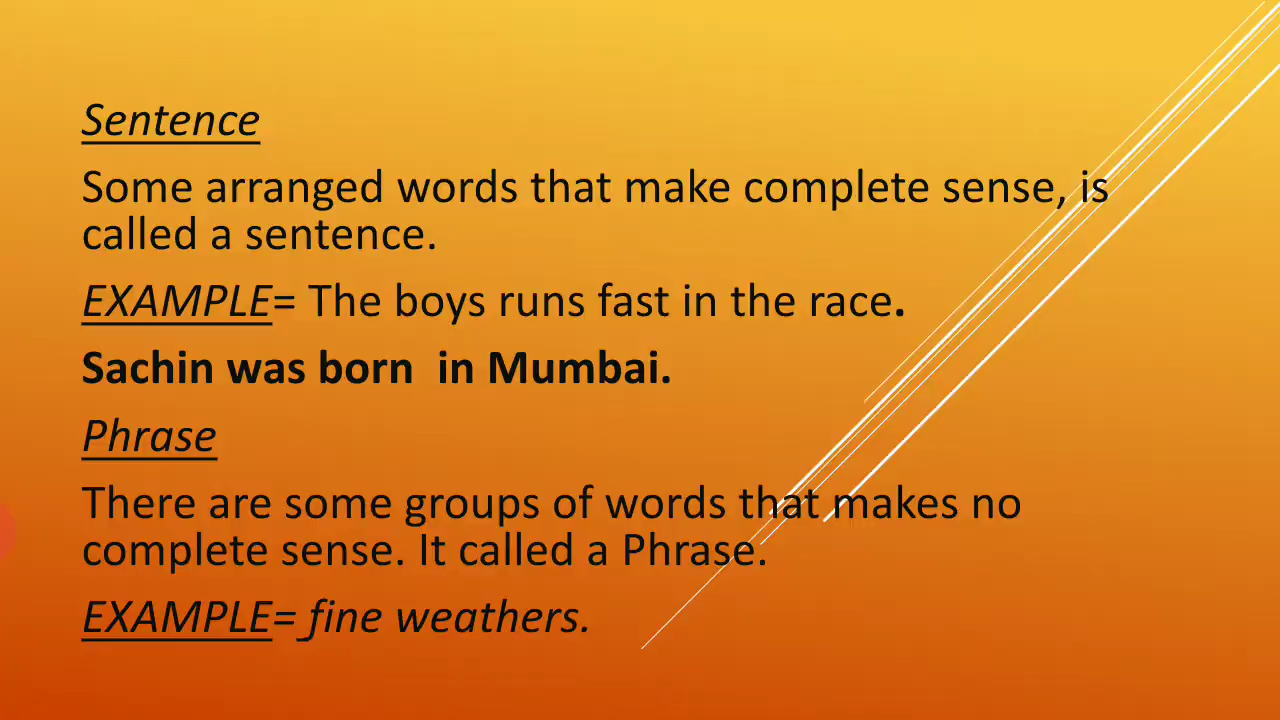 Sentence
Some arranged words that make complete sense, is
called a sentence.
EXAMPLE= The boys runs fast in the race.
Sachin was born  in Mumbai.
Phrase
There are some groups of words that makes no
complete sense. It called a Phrase.
EXAMPLE= fine weathers.